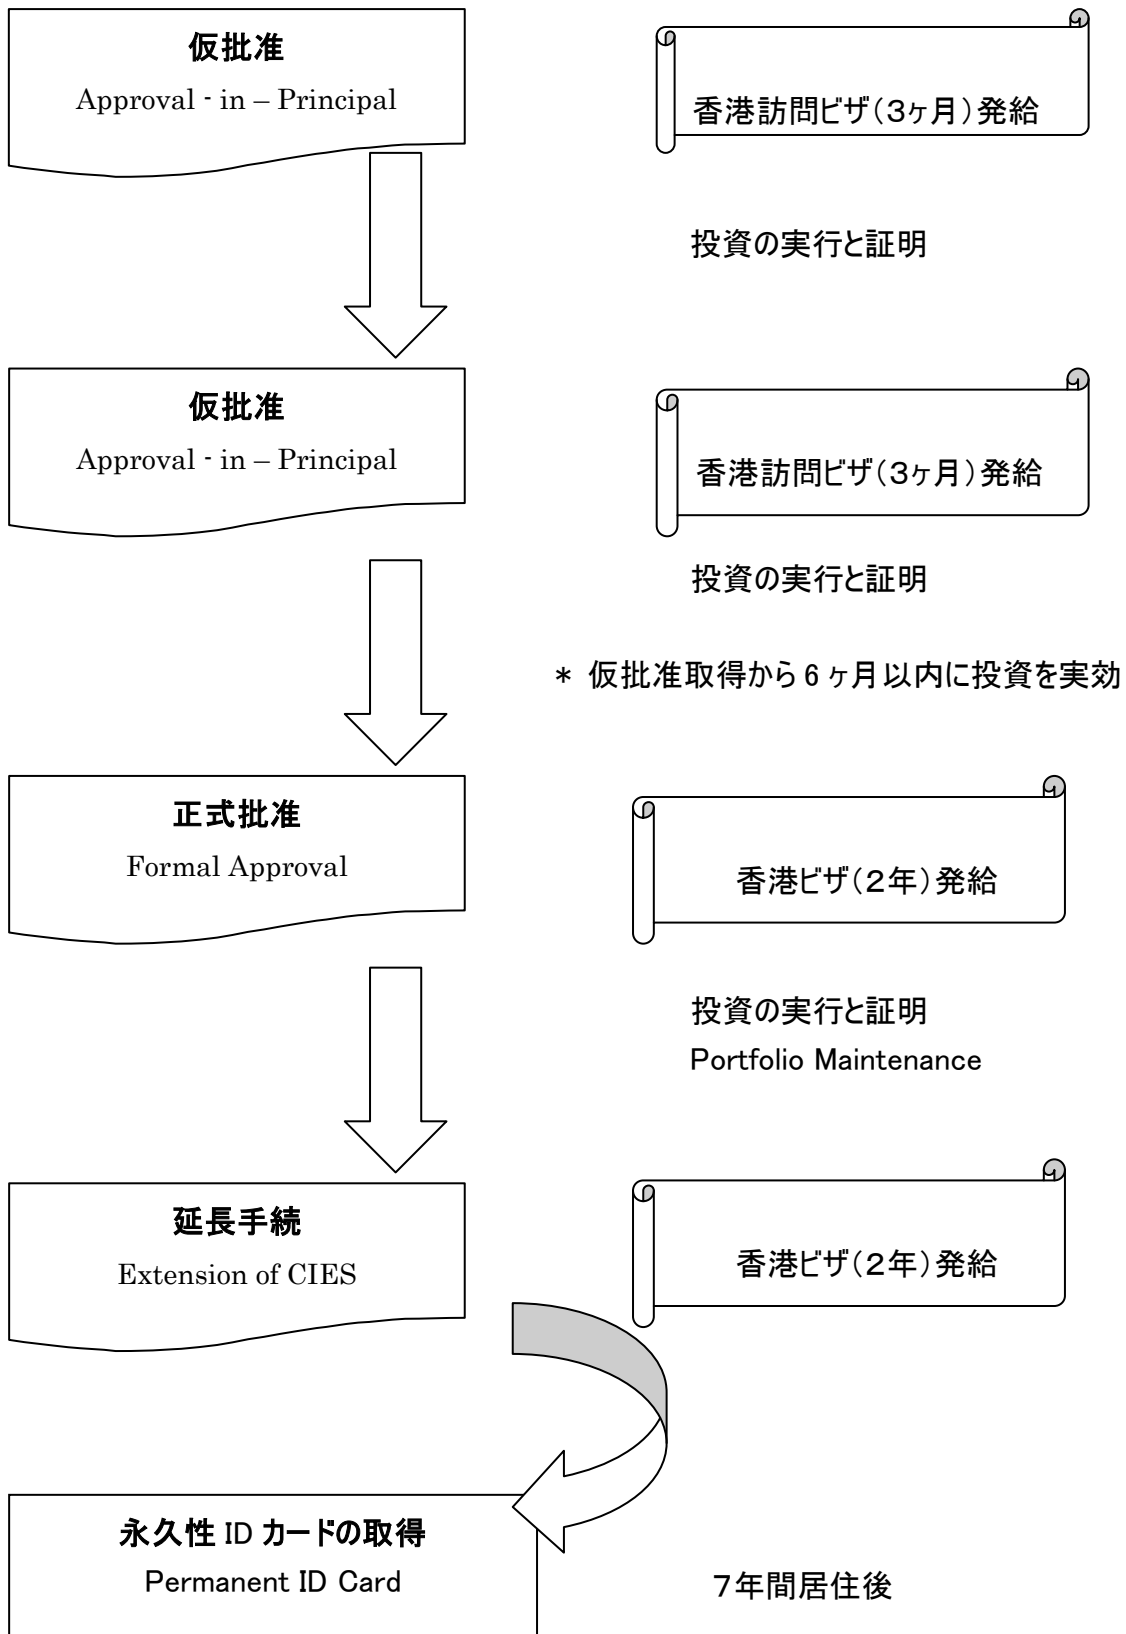 仮批准
Approval - in – Principal
香港訪問ビザ（3ヶ月）発給
投資の実行と証明
仮批准
Approval - in – Principal
香港訪問ビザ（3ヶ月）発給
投資の実行と証明
* 仮批准取得から 6 ヶ月以内に投資を実効
正式批准
Formal Approval
香港ビザ（2年）発給
投資の実行と証明
Portfolio Maintenance
延長手続
Extension of CIES
香港ビザ（2年）発給
永久性 ID カードの取得
Permanent ID Card
7年間居住後